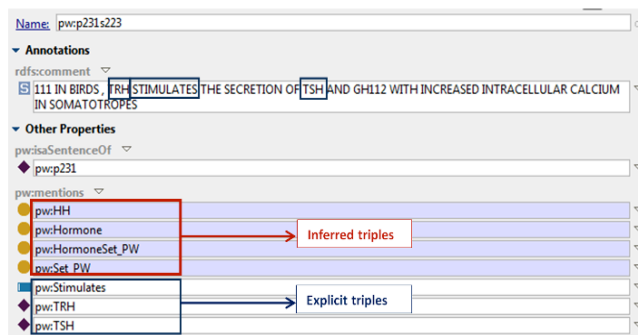 Name: pw:p231s223
Annotations
rdfs:comment
S 111 IN BIRDS , TRH STIMULATES THE SECRETION OF TSH AND GH112 WITH INCREASED INTRACELLULAR CALCIUM
IN SOMATOTROPES
Other Properties
pw:isaSentenceOf
pw:p231
pw:mentions
pw:HH
pw:Hormone
pw:HormoneSet_PW
pw:Set_PW
Inferred triples
pw:Stimulates
pw:TRH
pw:TSH
Explicit triples